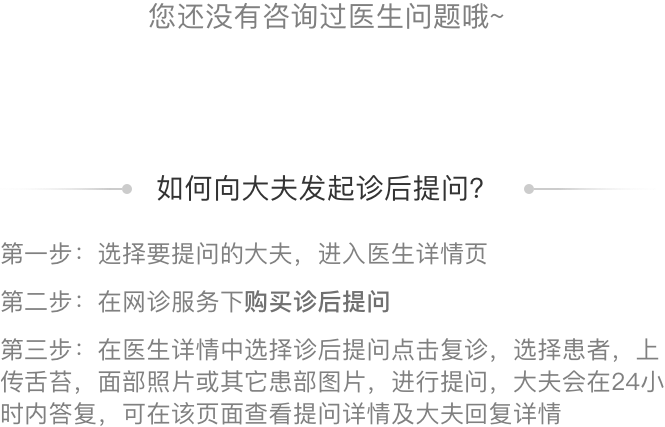 您还没有咨询过医生问题哦~
如何向大夫发起诊后提问?
第一步：选择要提问的大夫，进入医生详情页
第二步：在网诊服务下购买诊后提问
第三步：在医生详情中选择诊后提问点击复诊，选择患者，上
传舌苔，面部照片或其它患部图片，进行提问，大夫会在24小
时内答复，可在该页面查看提问详情及大夫回复详情